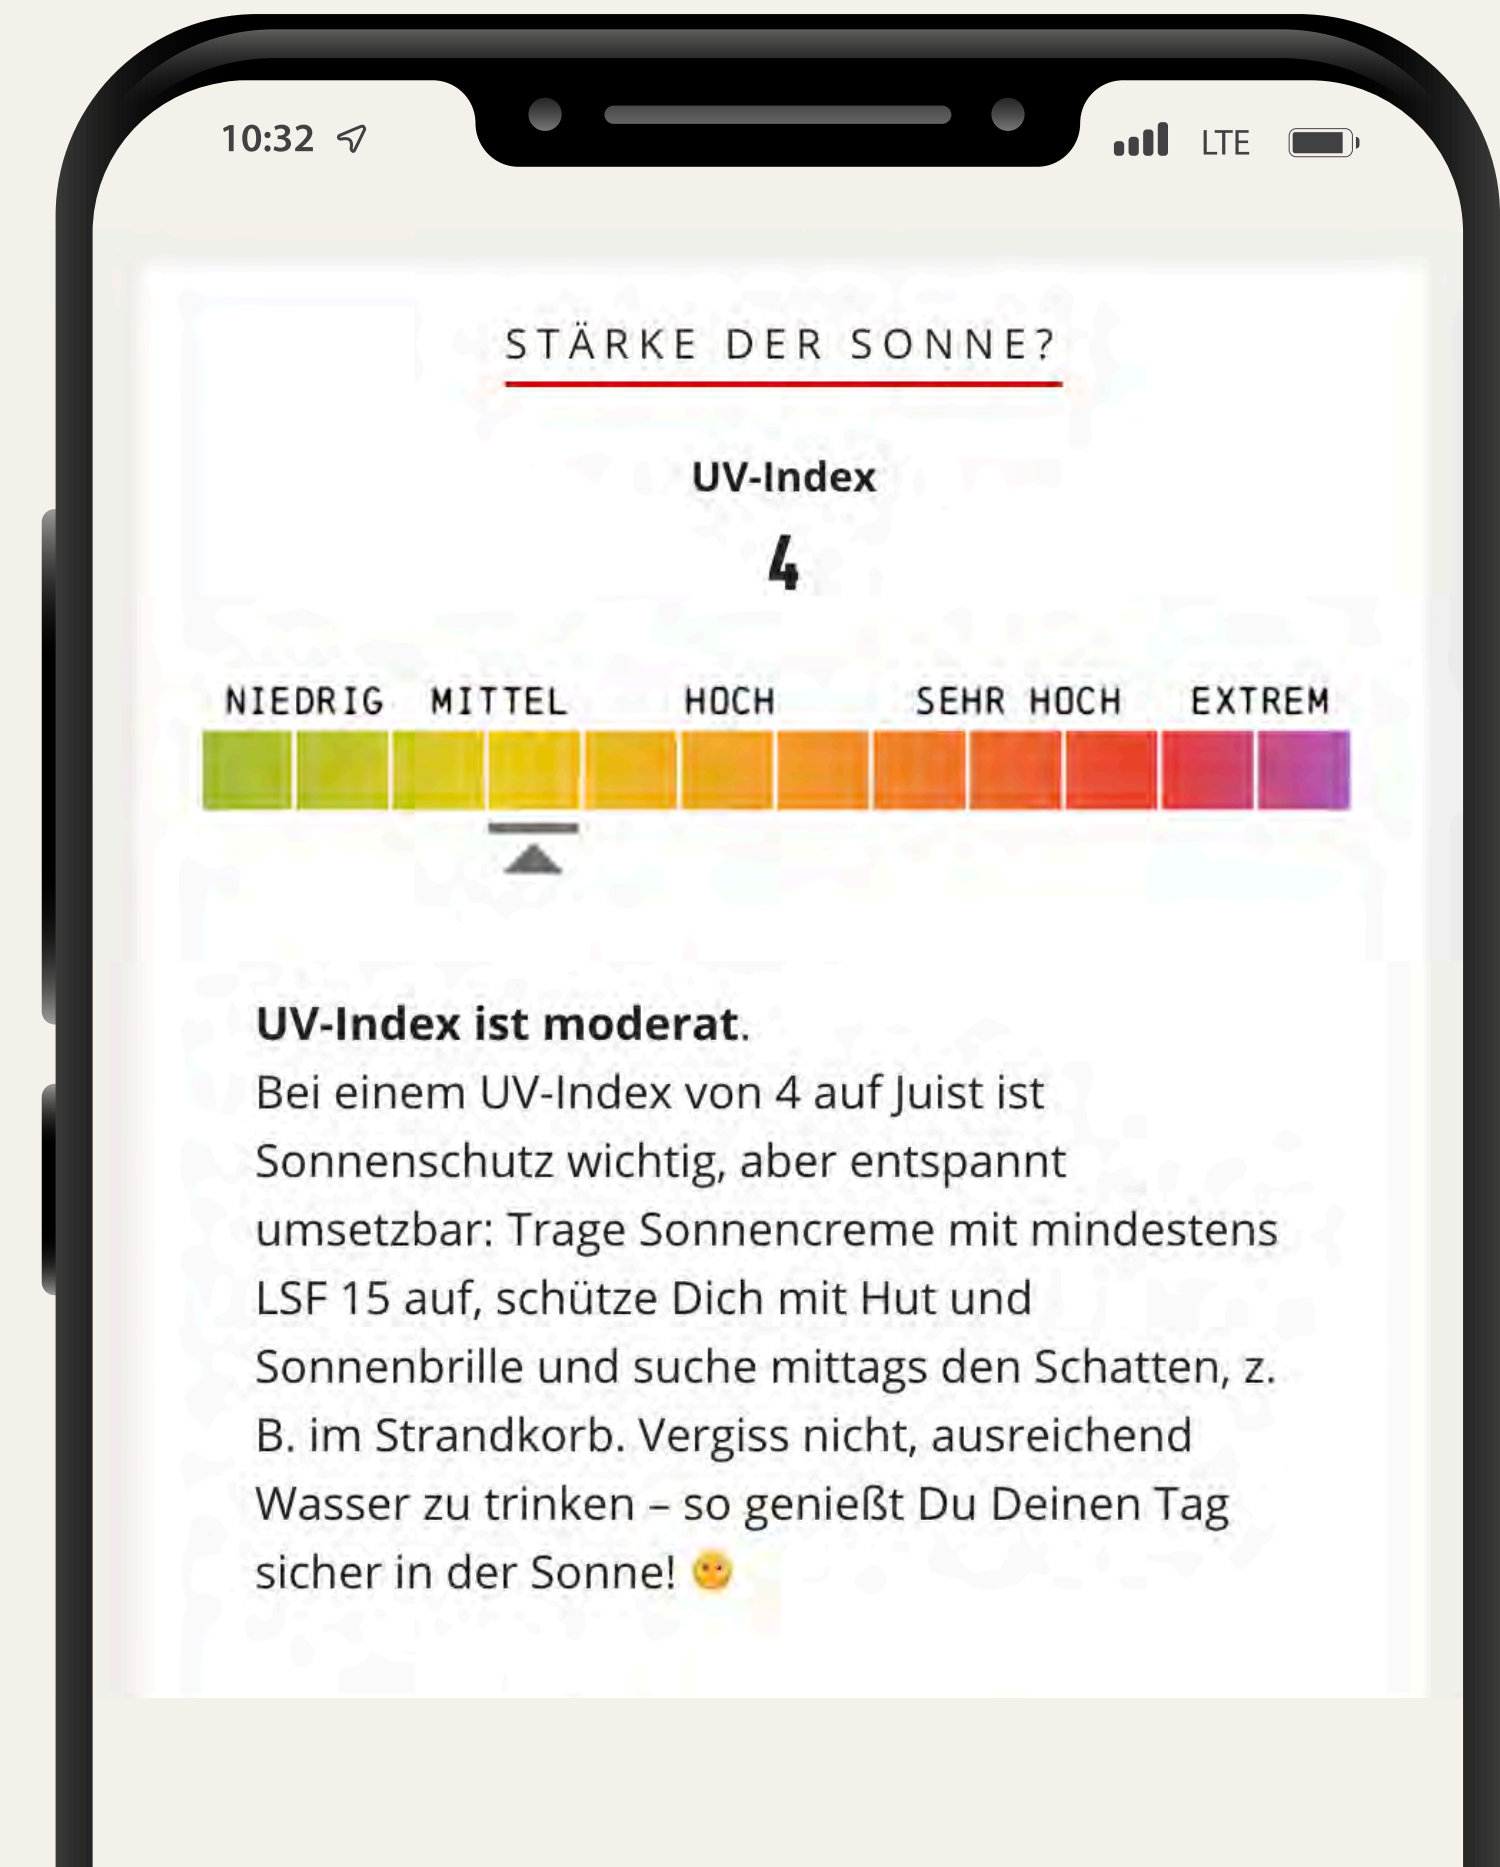 10:32
LTE
STÄRKE DER SONNE?
UV-Index
4
NIEDRIG MITTEL HOCH SEHR HOCH EXTREM
UV-Index ist moderat.
Bei einem UV-Index von 4 auf Juist ist
Sonnenschutz wichtig, aber entspannt
umsetzbar: Trage Sonnencreme mit mindestens
LSF 15 auf, schütze Dich mit Hut und
Sonnenbrille und suche mittags den Schatten, z.
B. im Strandkorb. Vergiss nicht, ausreichend
Wasser zu trinken – so genießt Du Deinen Tag
sicher in der Sonne!